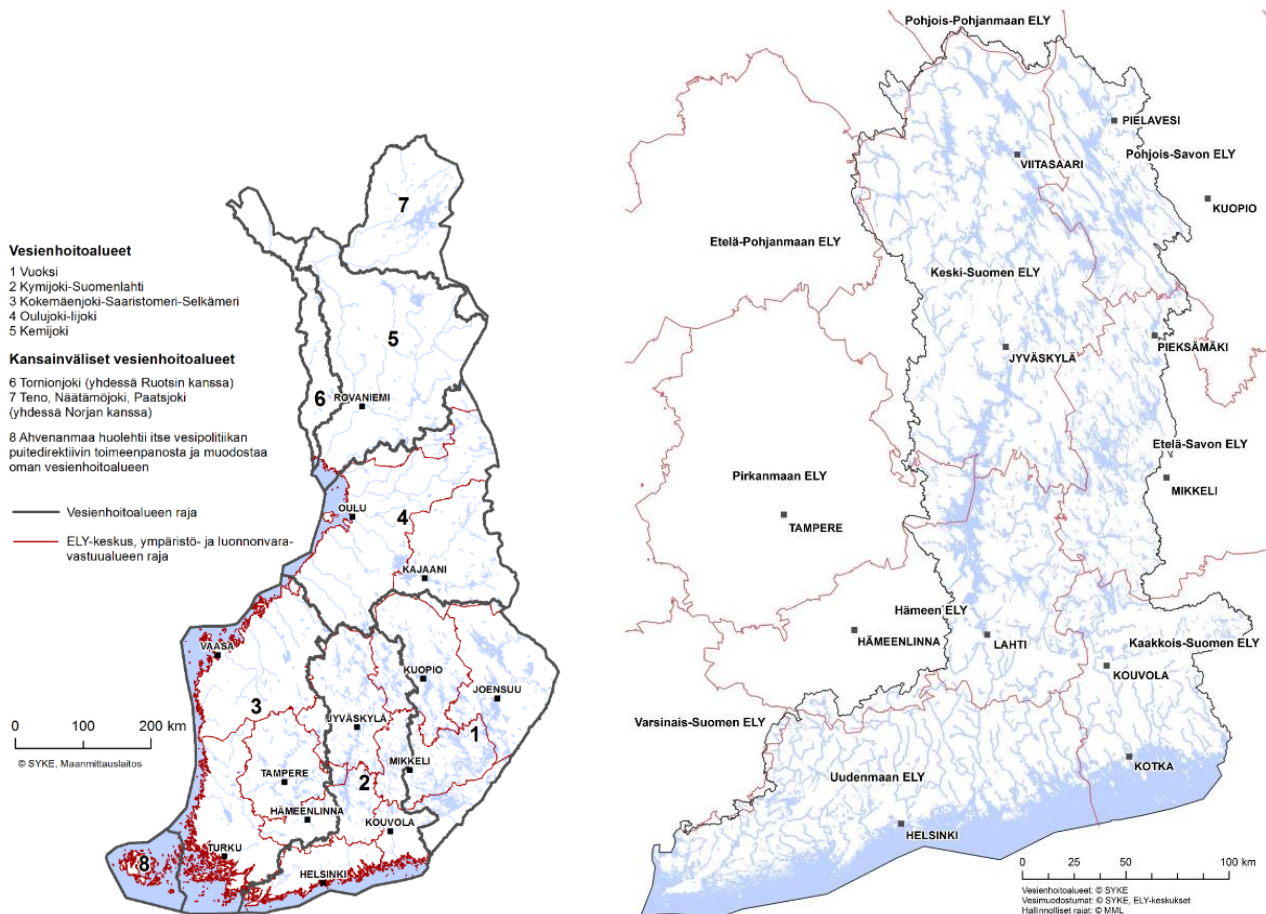 Vesienhoitoalueet
1 Vuoksi
2 Kymijoki-Suomenlahti
3 Kokemäenjoki-Saaristomeri-Selkämeri
4 Oulujoki-Iijoki
5 Kemijoki
Kansainväliset vesienhoitoalueet
6 Tornionjoki (yhdessä Ruotsin kanssa)
7 Teno, Näätämöjoki, Paatsjoki
(yhdessä Norjan kanssa)
8 Ahvenanmaa huolehtii itse vesipolitiikan
puitedirektiivin toimeenpanosta ja muodostaa
oman vesienhoitoalueen
Vesienhoitoalueen raja
ELY-keskus, ympäristö- ja luonnonvara-
vastuualueen raja
0 100 200 km
© SYKE, Maanmittauslaitos
7
5
6
ROVANIEMI
OULU
4
KAJAANI
VAASA
KUOPIO
JOENSUU
3
JYVÄSKYLÄ
1
MIKKELI
TAMPERE
2
HÄMEENLINNA
KOUVOLA
TURKU
8
HELSINKI
Pohjois-Pohjanmaan ELY
PIELAVESI
Pohjois-Savon ELY
VIITASAARI
KUOPIO
Etelä-Pohjanmaan ELY
Keski-Suomen ELY
PIEKSÄMÄKI
JYVÄSKYLÄ
Etelä-Savon ELY
Pirkanmaan ELY
MIKKELI
TAMPERE
Hämeen ELY
HÄMEENLINNA
LAHTI
Kaakkois-Suomen ELY
KOUVOLA
Varsinais-Suomen ELY
KOTKA
Uudenmaan ELY
HELSINKI
0 25 50 100 km
Vesienhoitoalueet: © SYKE
Vesimuodostumat: © SYKE, ELY-keskukset
Hallinnolliset rajat: © MML